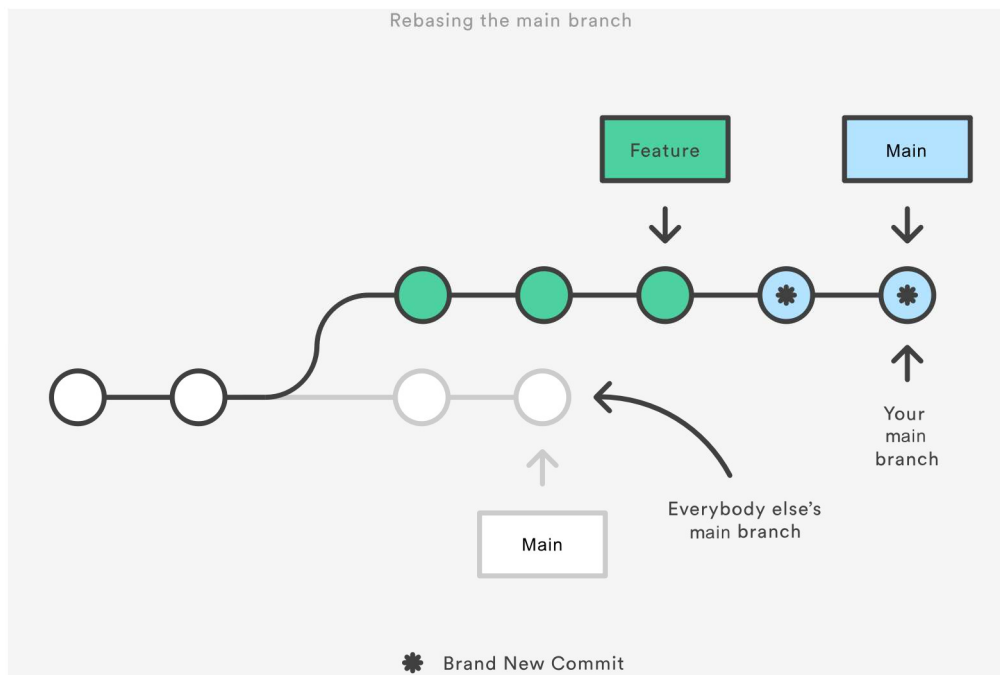 Rebasing the main branch
Feature
Main
Your
main
branch
Everybody else’s
main branch
Main
Brand New Commit